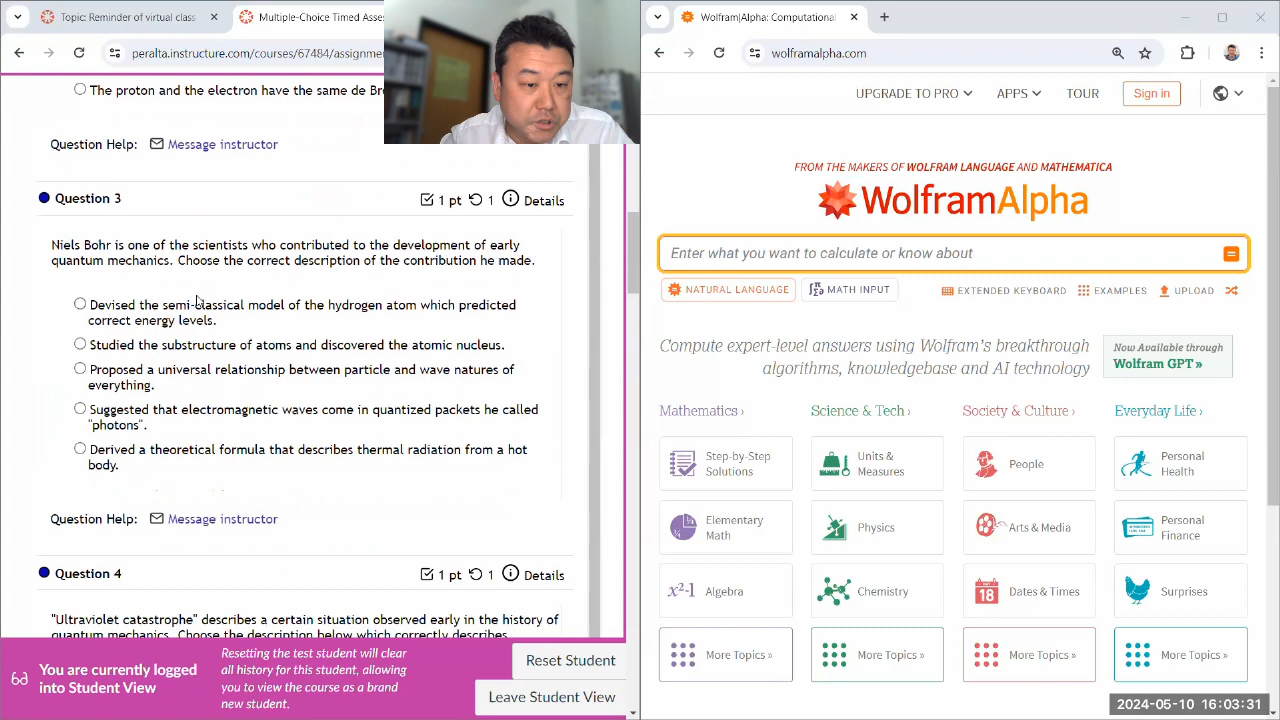 Topic: Reminder of virtual class
Multiple-Choice Timed Asse
peralta.instructure.com/courses/67484/assignme
The proton and the electron have the same de Br
Question Help: Message instructor
Question 3
1 pt 1 Details
Niels Bohr is one of the scientists who contributed to the development of early
quantum mechanics. Choose the correct description of the contribution he made.
Devised the semi-classical model of the hydrogen atom which predicted
correct energy levels.
Studied the substructure of atoms and discovered the atomic nucleus.
Proposed a universal relationship between particle and wave natures of
everything.
Suggested that electromagnetic waves come in quantized packets he called
"photons".
Derived a theoretical formula that describes thermal radiation from a hot
body.
Question Help: Message instructor
Question 4
1 pt 1 Details
"Ultraviolet catastrophe" describes a certain situation observed early in the history of
quantum mechanics. Choose the description below which correctly describes
You are currently logged
into Student View
Resetting the test student will clear
all history for this student, allowing
you to view the course as a brand
new student.
Reset Student
Leave Student View
Wolfram|Alpha: Computational
wolframalpha.com
UPGRADE TO PRO APPS TOUR Sign in
FROM THE MAKERS OF WOLFRAM LANGUAGE AND MATHEMATICA
WolframAlpha
Enter what you want to calculate or know about
NATURAL LANGUAGE MATH INPUT EXTENDED KEYBOARD EXAMPLES UPLOAD
Compute expert-level answers using Wolfram's breakthrough
algorithms, knowledgebase and AI technology
Now Available through
Wolfram GPT »
Mathematics › Science & Tech › Society & Culture › Everyday Life ›
Step-by-Step
Solutions
Units &
Measures
People
Personal
Health
Elementary
Math
Physics
Arts & Media
Personal
Finance
x²-1 Algebra
Chemistry
18 Dates & Times
Surprises
More Topics » More Topics » More Topics » More Topics »
2024-05-10 16:03:31